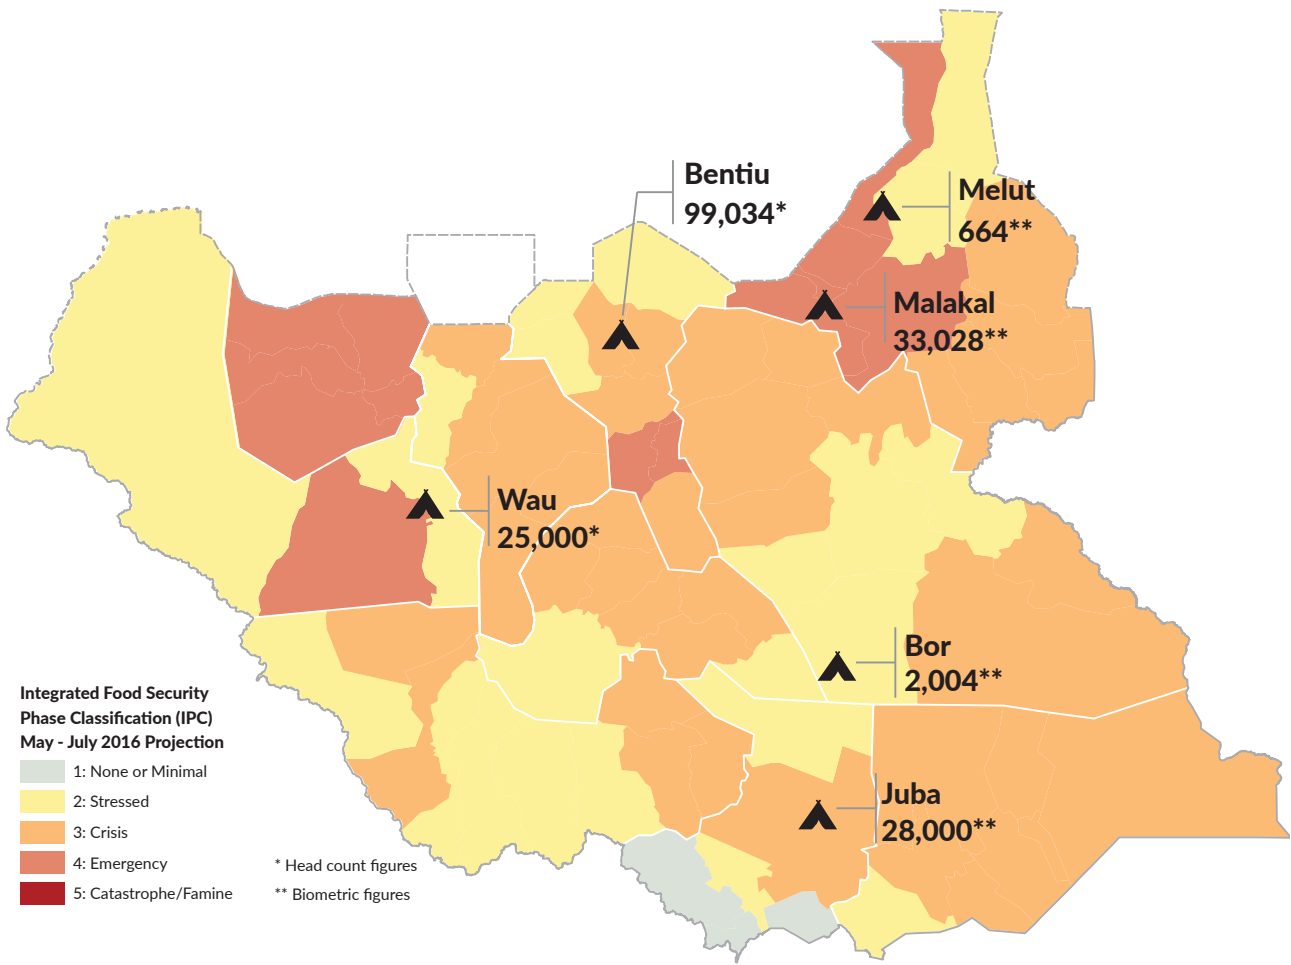 Bentiu
99,034*
Melut
664**
Malakal
33,028**
Wau
25,000*
Bor
2,004**
Juba
28,000**
Integrated Food Security
Phase Classification (IPC)
May - July 2016 Projection
1: None or Minimal
2: Stressed
3: Crisis
4: Emergency
5: Catastrophe/Famine
* Head count figures
** Biometric figures